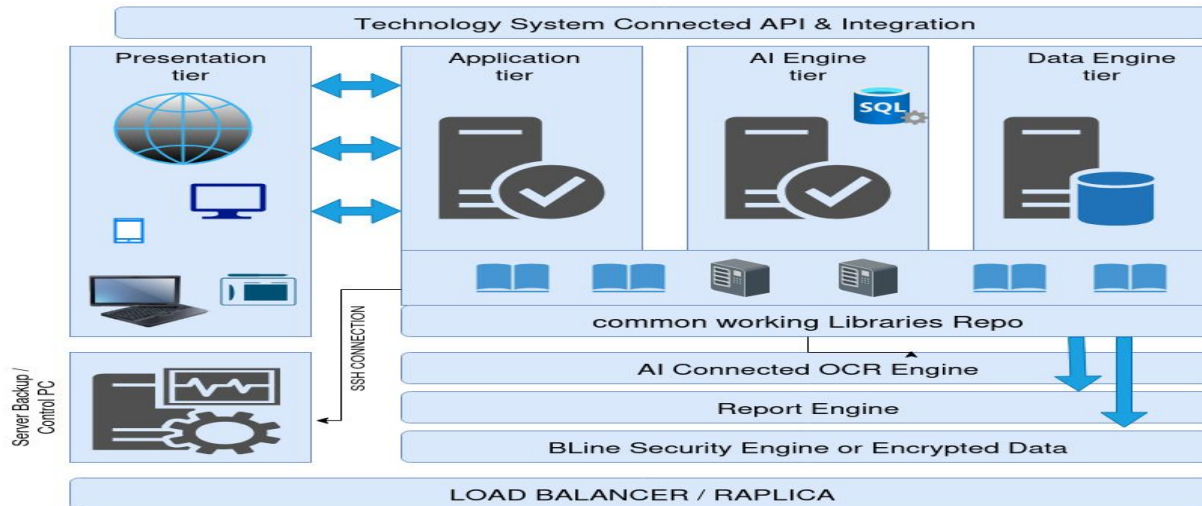 Technology System Connected API & Integration
Presentation
tier
Application
tier
AI Engine
tier
Data Engine
tier
SQL
SSH CONNECTION
common working Libraries Repo
AI Connected OCR Engine
Report Engine
BLine Security Engine or Encrypted Data
Server Backup /
Control PC
LOAD BALANCER / RAPLICA